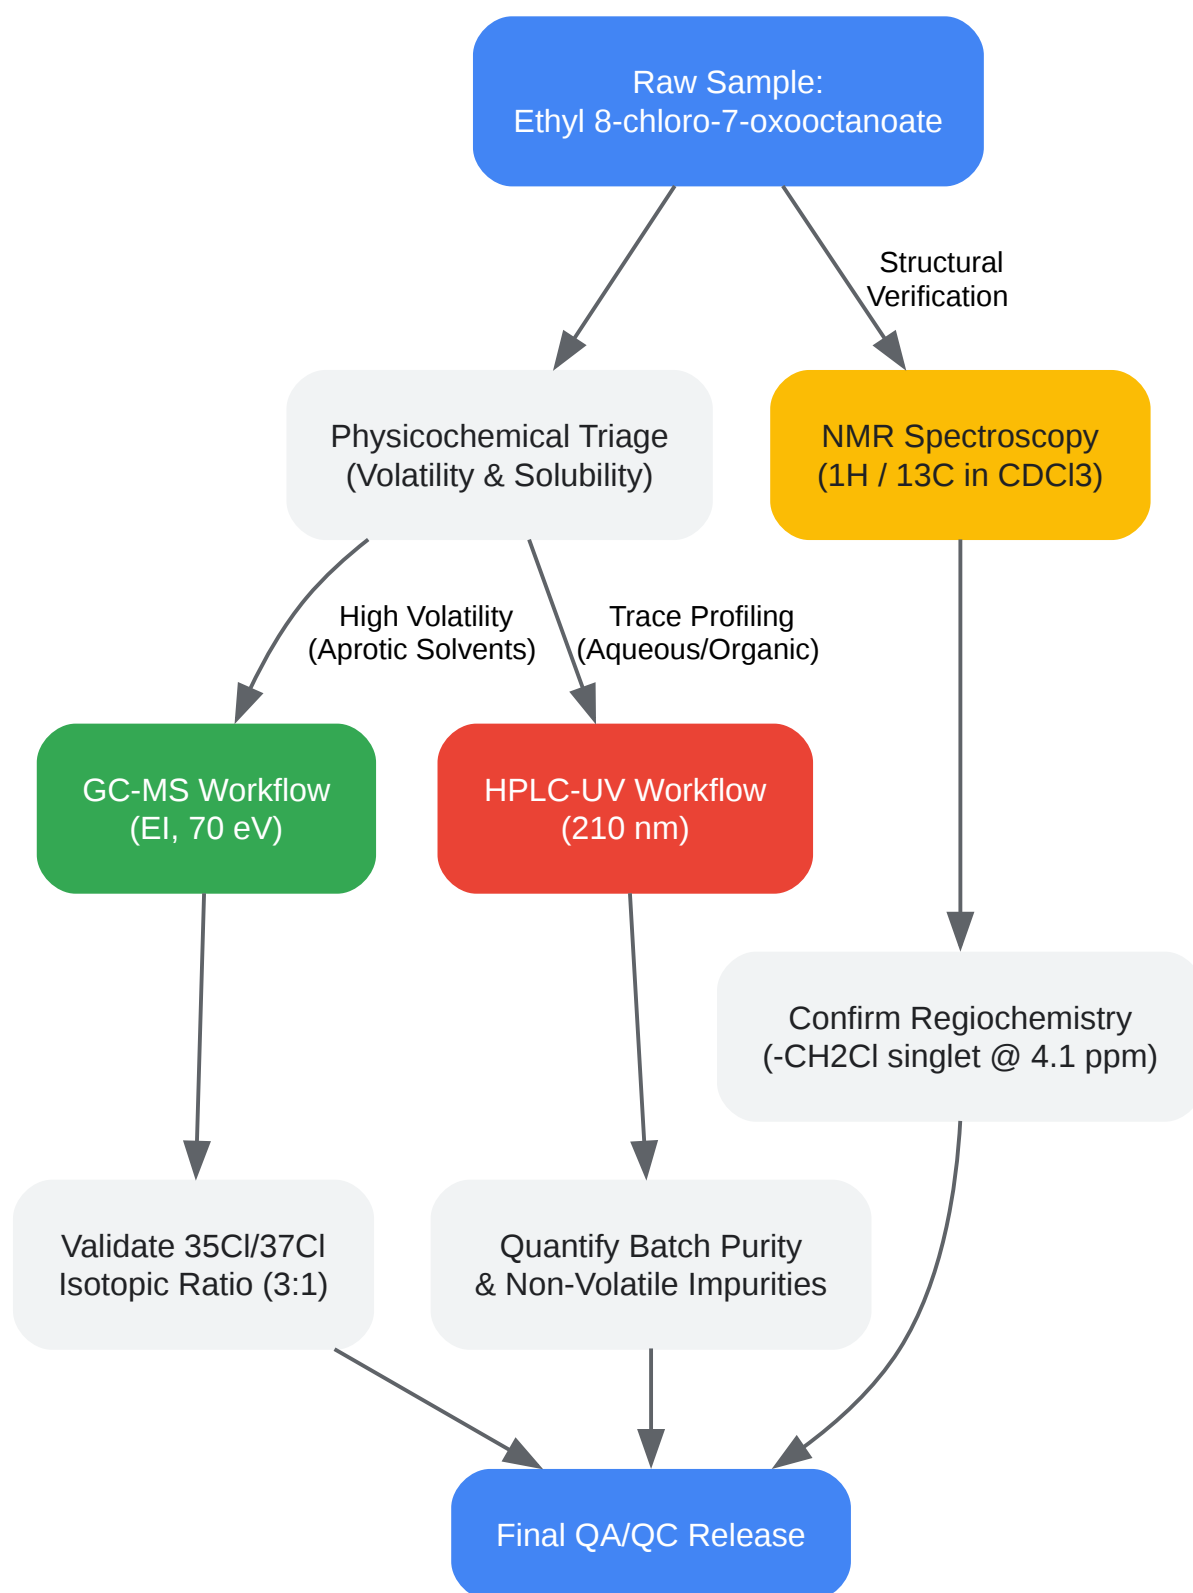 Raw Sample:
Ethyl 8-chloro-7-oxooctanoate
Structural
Verification
Physicochemical Triage
(Volatility & Solubility)
NMR Spectroscopy
(1H / 13C in CDCl3)
High Volatility
(Aprotic Solvents)
Trace Profiling
(Aqueous/Organic)
GC-MS Workflow
(EI, 70 eV)
HPLC-UV Workflow
(210 nm)
Confirm Regiochemistry
(-CH2Cl singlet @ 4.1 ppm)
Validate 35Cl/37Cl
Isotopic Ratio (3:1)
Quantify Batch Purity
& Non-Volatile Impurities
Final QA/QC Release